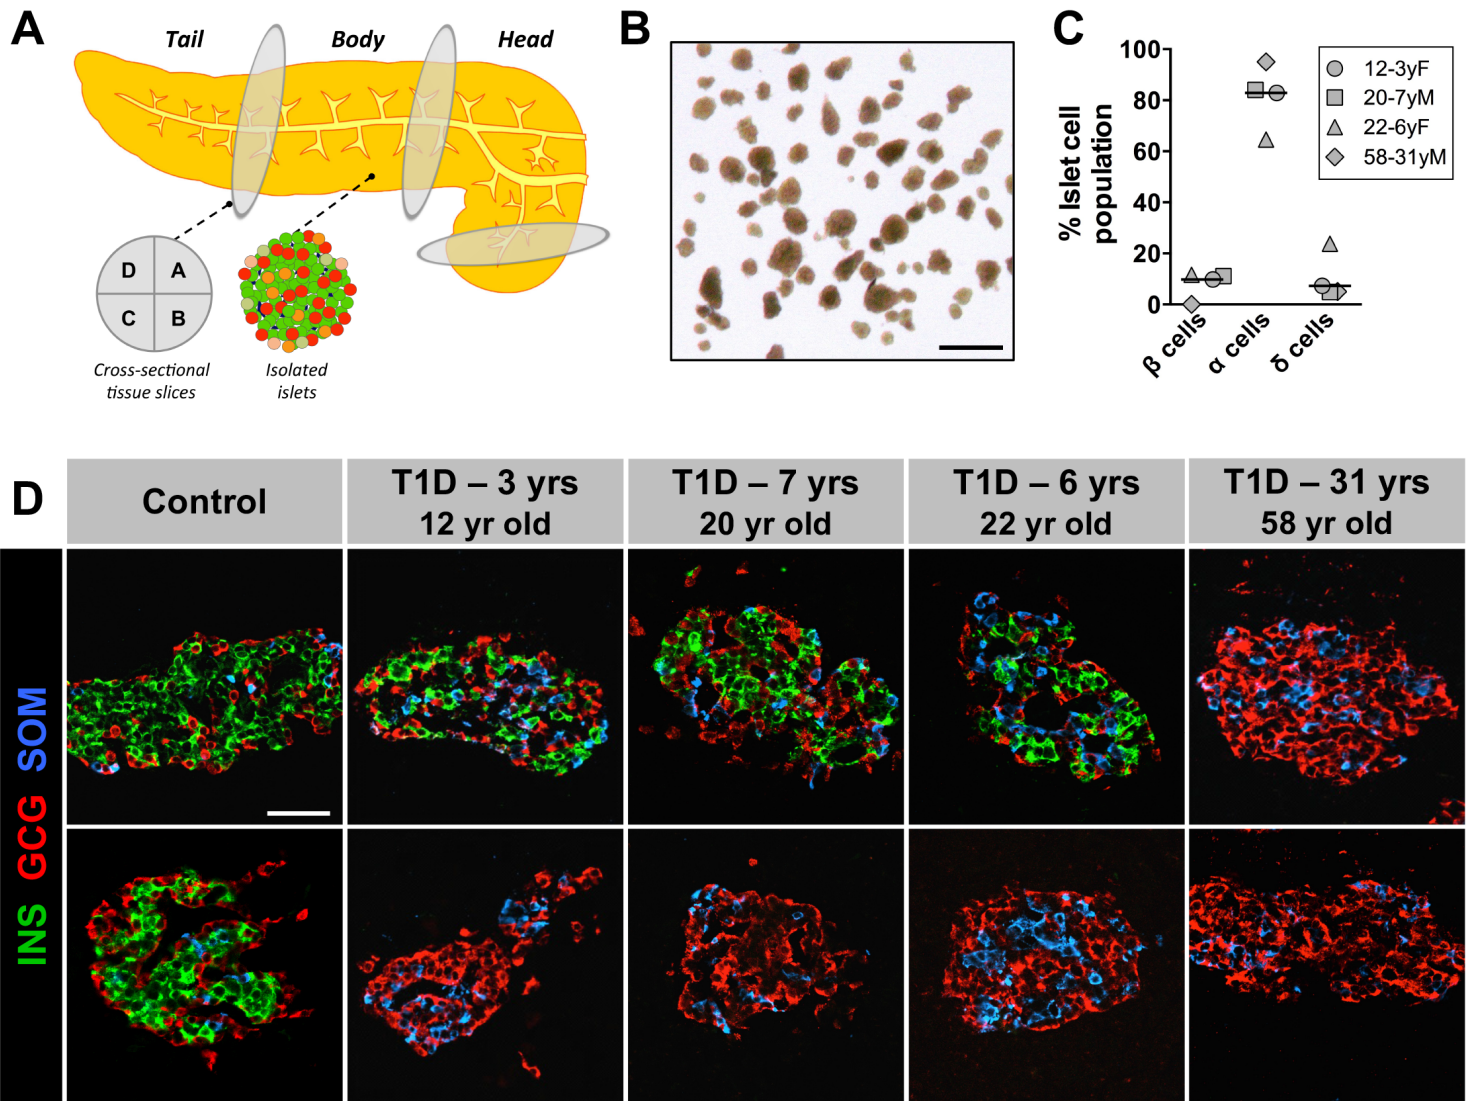 A
Tail
Body
Head
D
A
C
B
Cross-sectional
tissue slices
Isolated
islets
B
C
% Islet cell
population
100
80
60
40
20
0
β cells
α cells
δ cells
12-3yF
20-7yM
22-6yF
58-31yM
D
Control
T1D – 3 yrs
12 yr old
T1D – 7 yrs
20 yr old
T1D – 6 yrs
22 yr old
T1D – 31 yrs
58 yr old
INS GCG SOM